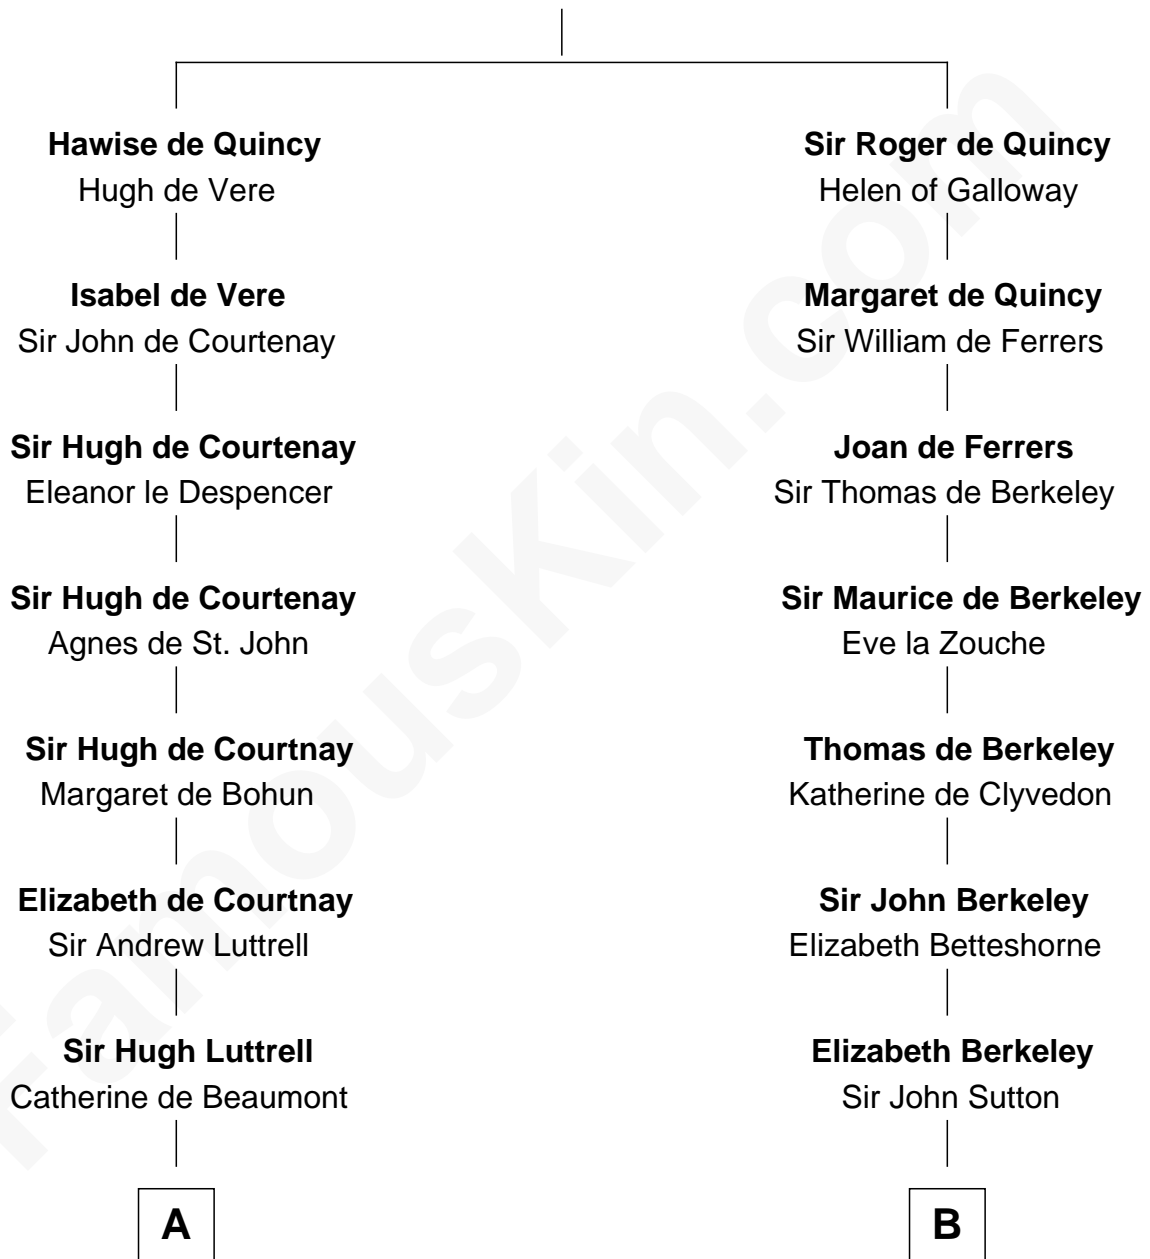 Hawise de Quincy
Hugh de Vere
Isabel de Vere
Sir John de Courtenay
Sir Hugh de Courtenay
Eleanor le Despencer
Sir Hugh de Courtenay
Agnes de St. John
Sir Hugh de Courtnay
Margaret de Bohun
Elizabeth de Courtnay
Sir Andrew Luttrell
Sir Hugh Luttrell
Catherine de Beaumont
A
Sir Roger de Quincy
Helen of Galloway
Margaret de Quincy
Sir William de Ferrers
Joan de Ferrers
Sir Thomas de Berkeley
Sir Maurice de Berkeley
Eve la Zouche
Thomas de Berkeley
Katherine de Clyvedon
Sir John Berkeley
Elizabeth Betteshorne
Elizabeth Berkeley
Sir John Sutton
B
FamousKin.com